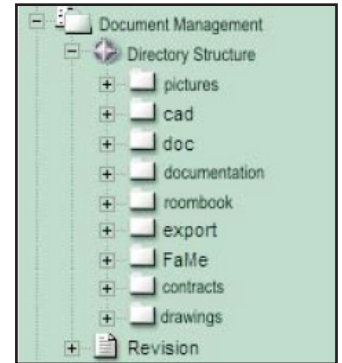 Document Management
Directory Structure
pictures
cad
doc
documentation
roombook
export
FaMe
contracts
drawings
Revision